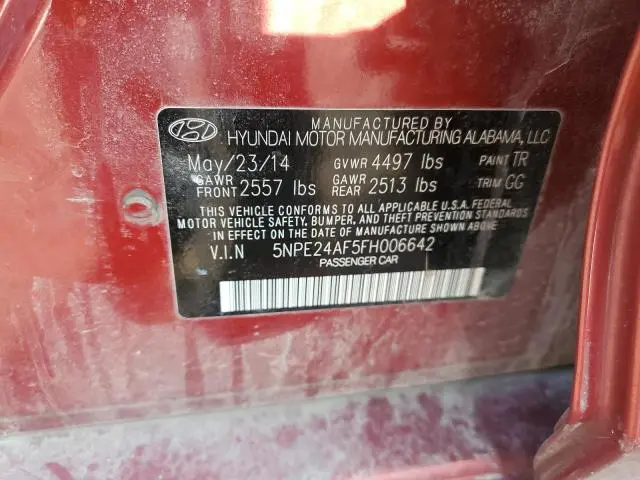 MANUFACTURED BY
HYUNDAI MOTOR MANUFACTURING ALABAMA, LLC
May/23/14 GVWR 4497 lbs PAINT TR
GAWR FRONT 2557 lbs GAWR REAR 2513 lbs TRIM GG
THIS VEHICLE CONFORMS TO ALL APPLICABLE U.S.A. FEDERAL
MOTOR VEHICLE SAFETY, BUMPER, AND THEFT PREVENTION STANDARDS
IN EFFECT ON THE DATE OF MANUFACTURE SHOWN ABOVE.
V.I.N 5NPE24AF5FH006642
PASSENGER CAR